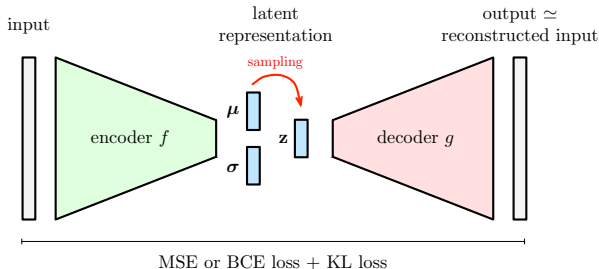 input
latent
representation
output ≃
reconstructed input
sampling
μ
encoder f
z
decoder g
σ
MSE or BCE loss + KL loss